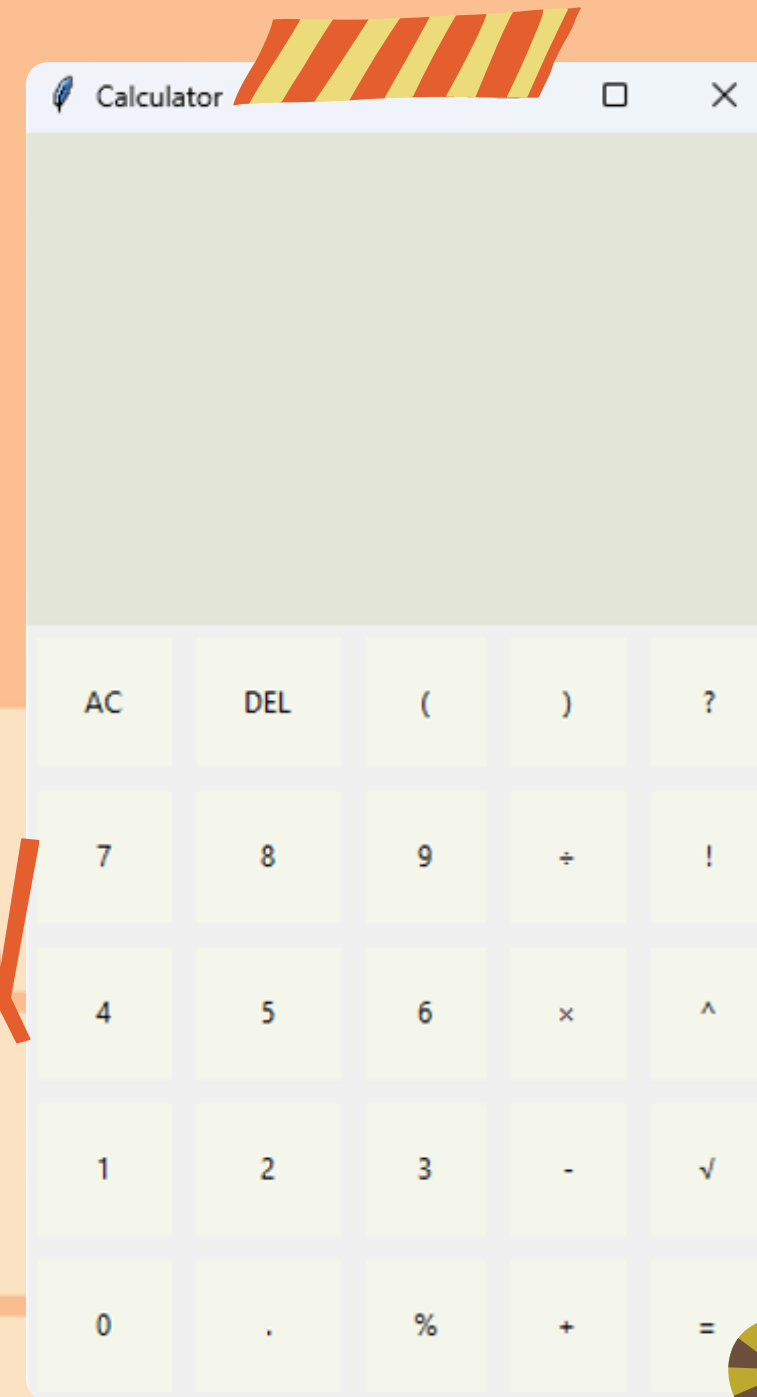 Calculator
AC DEL ( ) ?
7 8 9 ÷ !
4 5 6 × ^
1 2 3 - √
0 . % + =